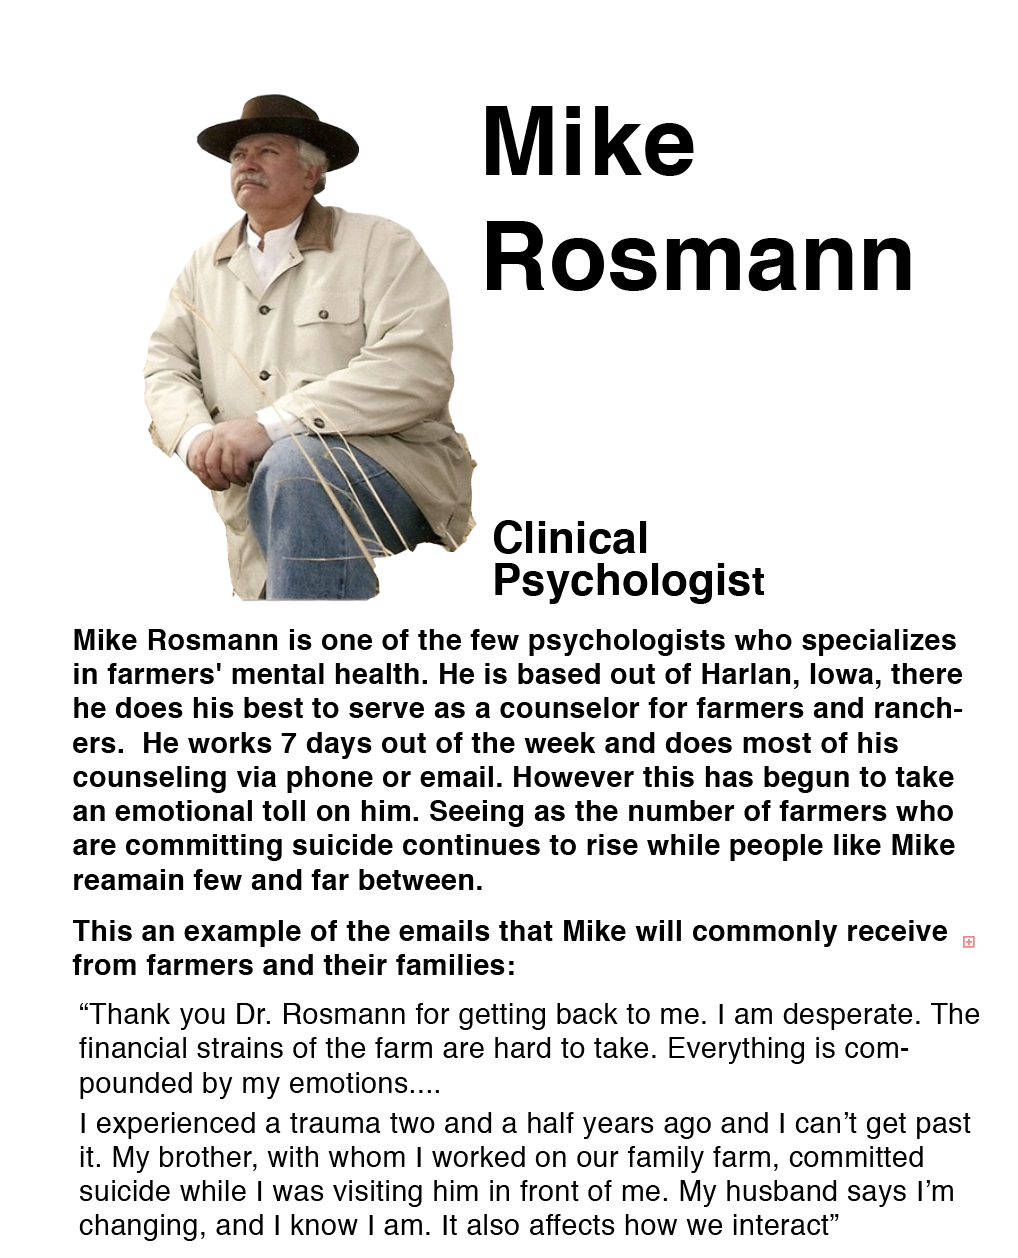 Mike
Rosmann
Clinical
Psychologist
Mike Rosmann is one of the few psychologists who specializes
in farmers' mental health. He is based out of Harlan, Iowa, there
he does his best to serve as a counselor for farmers and ranch-
ers.  He works 7 days out of the week and does most of his
counseling via phone or email. However this has begun to take
an emotional toll on him. Seeing as the number of farmers who
are committing suicide continues to rise while people like Mike
reamain few and far between.
This an example of the emails that Mike will commonly receive
from farmers and their families:
“Thank you Dr. Rosmann for getting back to me. I am desperate. The
financial strains of the farm are hard to take. Everything is com-
pounded by my emotions....
I experienced a trauma two and a half years ago and I can’t get past
it. My brother, with whom I worked on our family farm, committed
suicide while I was visiting him in front of me. My husband says I’m
changing, and I know I am. It also affects how we interact”